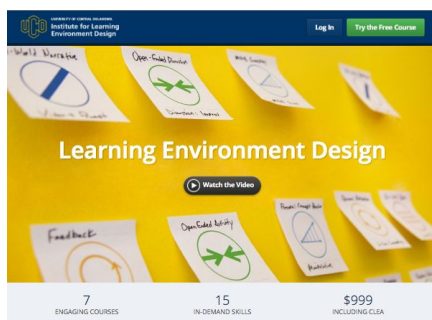 UNIVERSITY OF CENTRAL OKLAHOMA
Institute for Learning
Environment Design
Log In
Try the Free Course
Open-Ended Discussion
Learning Environment Design
Watch the Video
Feedback
Open Ended Activity
7
ENGAGING COURSES
15
IN-DEMAND SKILLS
$999
INCLUDING CLEA